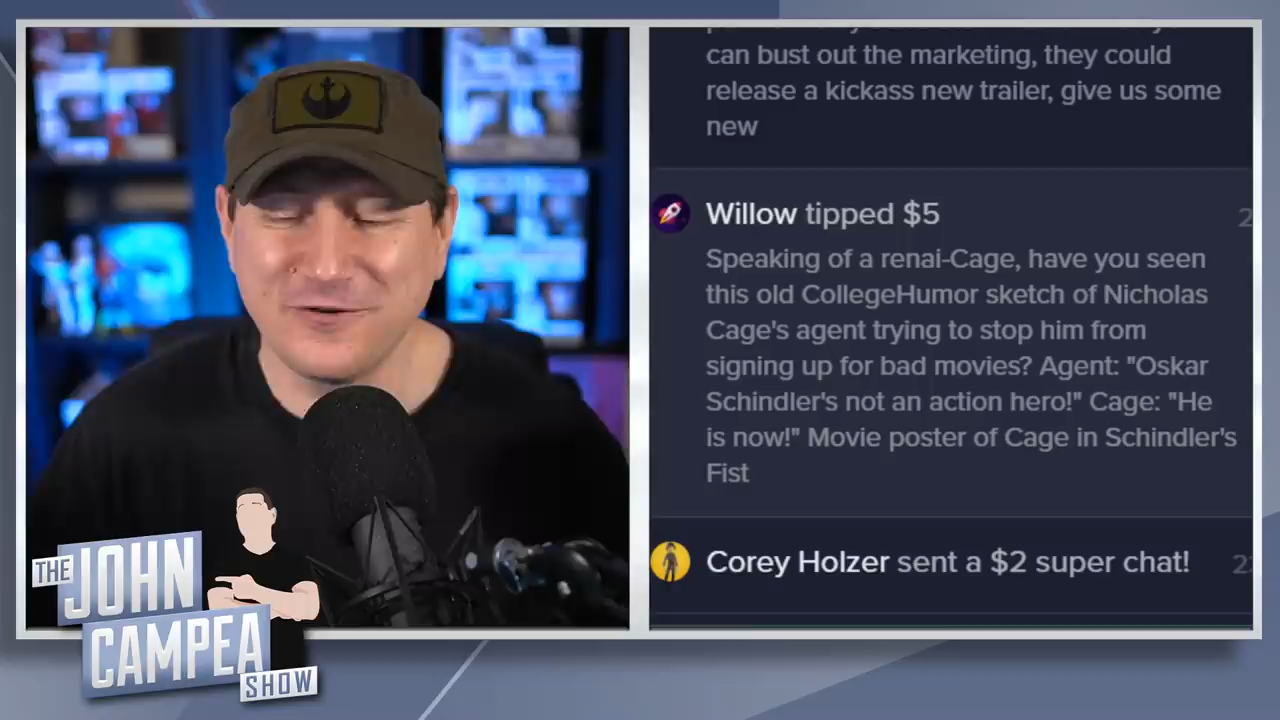 can bust out the marketing, they could
release a kickass new trailer, give us some
new
Willow tipped $5
Speaking of a renai-Cage, have you seen
this old CollegeHumor sketch of Nicholas
Cage's agent trying to stop him from
signing up for bad movies? Agent: "Oskar
Schindler's not an action hero!" Cage: "He
is now!" Movie poster of Cage in Schindler's
Fist
Corey Holzer sent a $2 super chat!
THE
JOHN
CAMPEA
SHOW